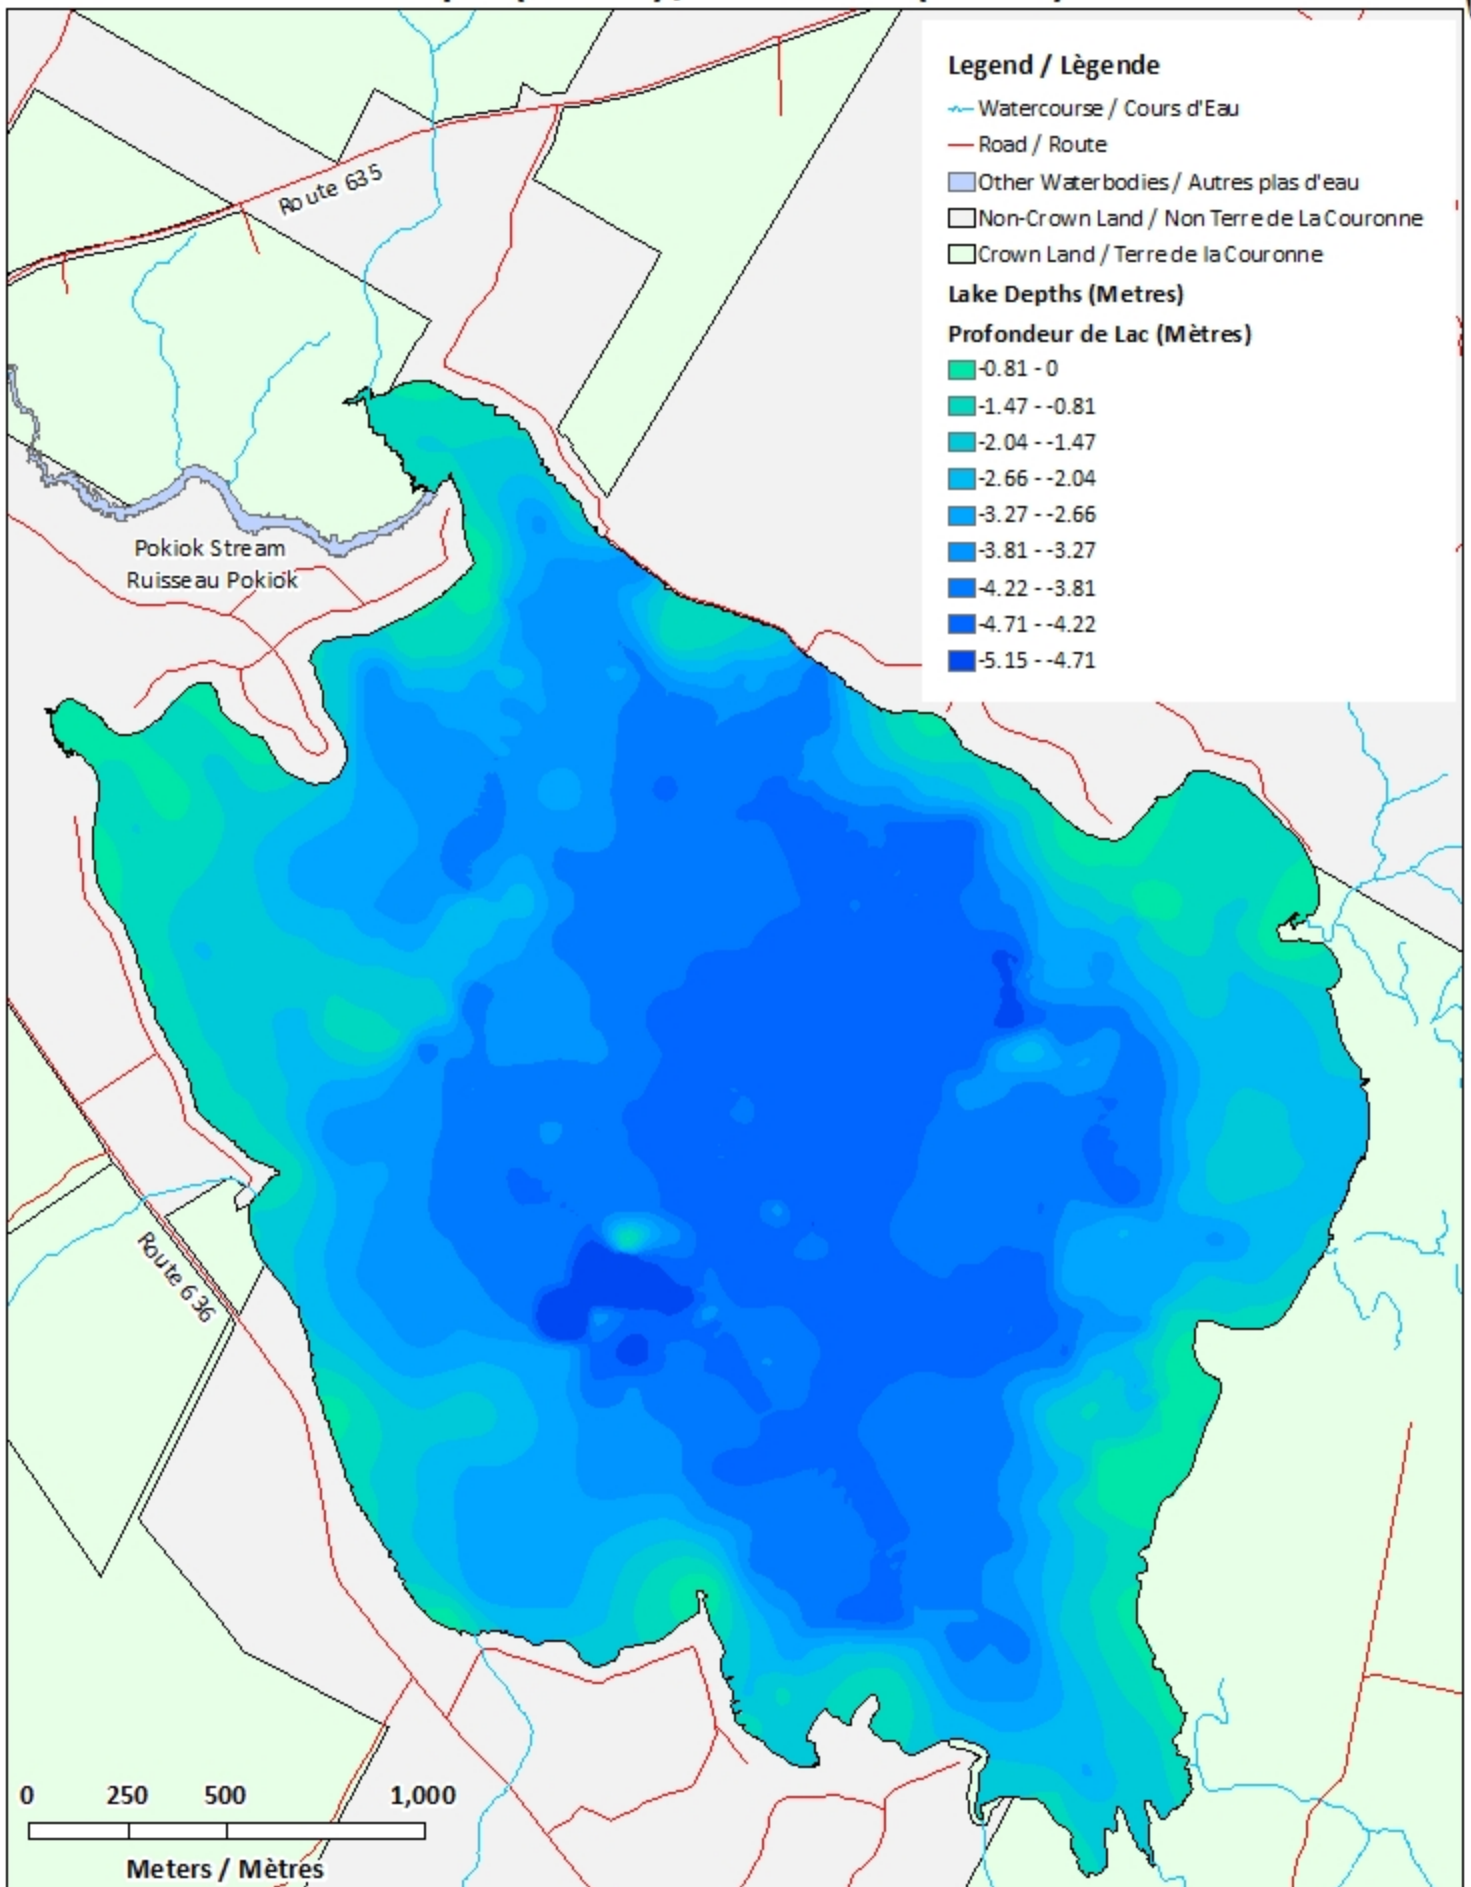 Legend / Lègende
Watercourse / Cours d'Eau
Road / Route
Other Waterbodies / Autres plas d'eau
Non-Crown Land / Non Terre de La Couronne
Crown Land / Terre de la Couronne
Lake Depths (Metres)
Profondeur de Lac (Mètres)
-0.81 - 0
-1.47 - -0.81
-2.04 - -1.47
-2.66 - -2.04
-3.27 - -2.66
-3.81 - -3.27
-4.22 - -3.81
-4.71 - -4.22
-5.15 - -4.71
Route 635
Pokiok Stream
Ruisseau Pokiok
Route 636
0 250 500 1,000
Meters / Mètres